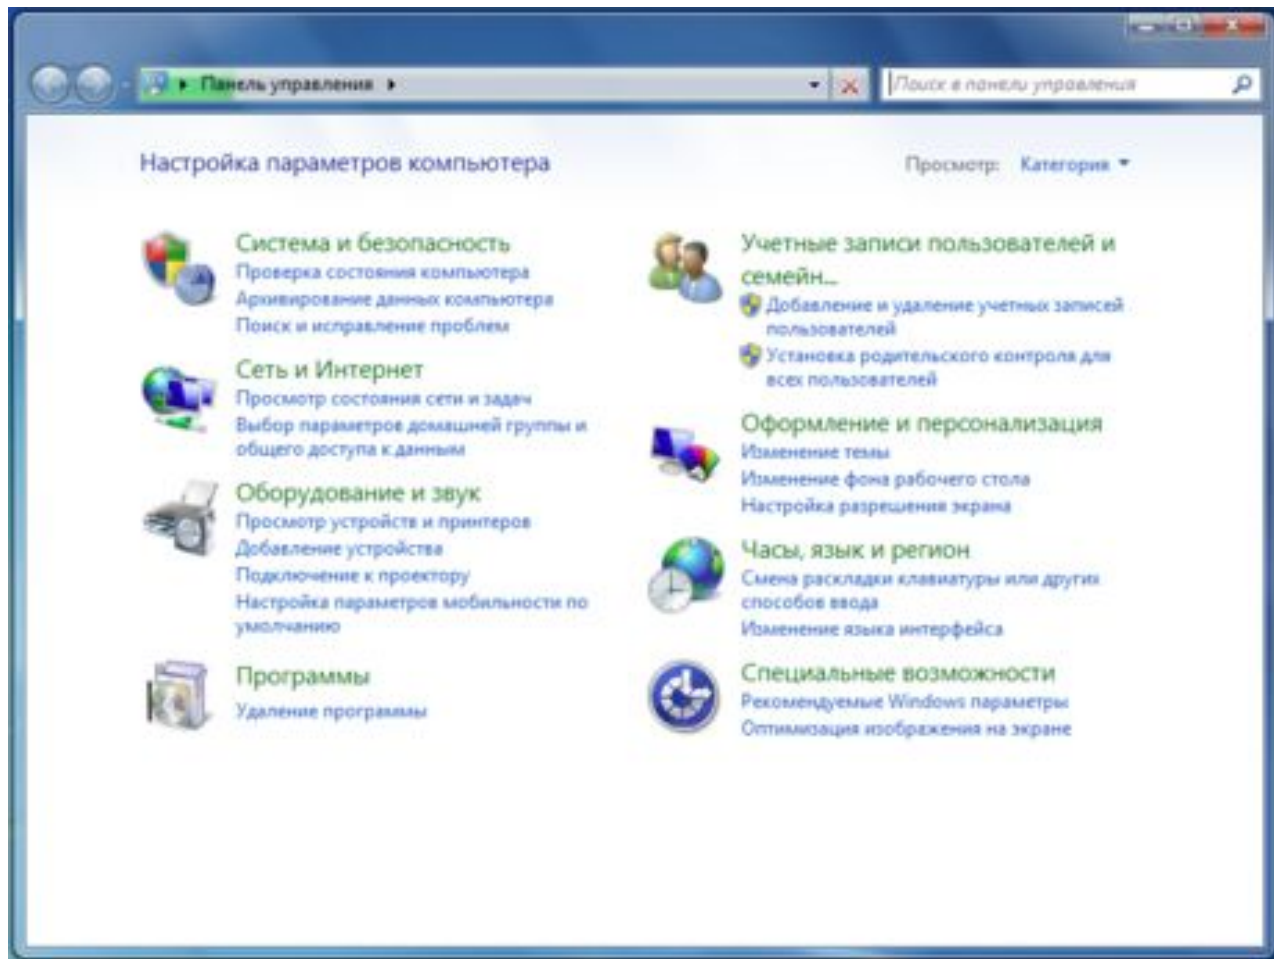 Панель управления
Поиск в панели управления
Настройка параметров компьютера
Просмотр: Категория
Система и безопасность
Проверка состояния компьютера
Архивирование данных компьютера
Поиск и исправление проблем
Сеть и Интернет
Просмотр состояния сети и задач
Выбор параметров домашней группы и
общего доступа к данным
Оборудование и звук
Просмотр устройств и принтеров
Добавление устройства
Подключение к проектору
Настройка параметров мобильности по
умолчанию
Программы
Удаление программы
Учетные записи пользователей и
семейн...
Добавление и удаление учетных записей
пользователей
Установка родительского контроля для
всех пользователей
Оформление и персонализация
Изменение темы
Изменение фона рабочего стола
Настройка разрешения экрана
Часы, язык и регион
Смена раскладки клавиатуры или других
способов ввода
Изменение языка интерфейса
Специальные возможности
Рекомендуемые Windows параметры
Оптимизация изображения на экране